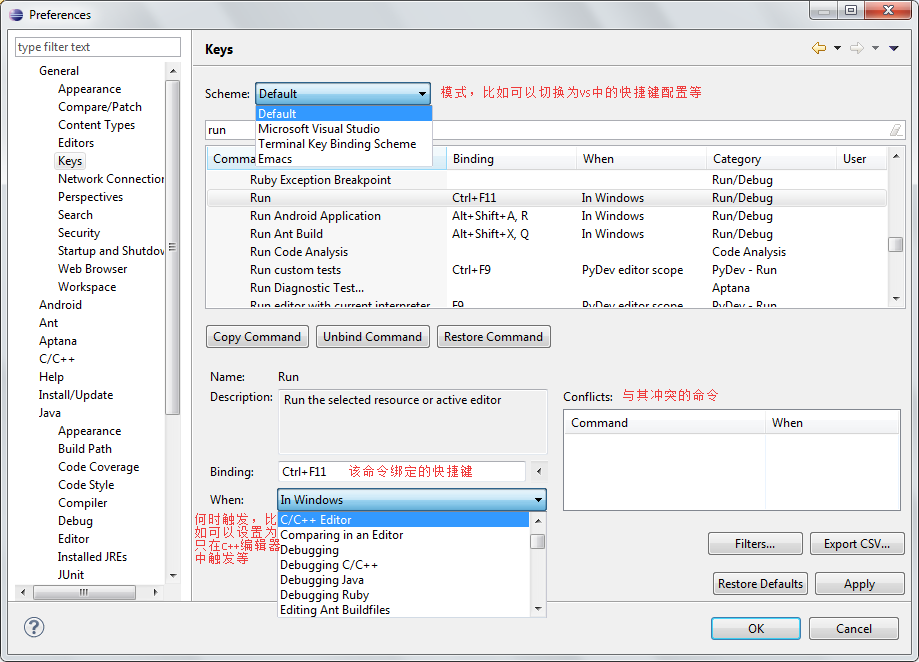 Preferences
type filter text
General
Appearance
Compare/Patch
Content Types
Editors
Keys
Network Connection
Perspectives
Search
Security
Startup and Shutdow
Web Browser
Workspace
Android
Ant
Aptana
C/C++
Help
Install/Update
Java
Appearance
Build Path
Code Coverage
Code Style
Compiler
Debug
Editor
Installed JREs
JUnit
Keys
Scheme: Default 模式，比如可以切换为vs中的快捷键配置等
Default
Microsoft Visual Studio
Terminal Key Binding Scheme
Emacs
run
Comma Binding When Category User
Ruby Exception Breakpoint Run/Debug
Run Ctrl+F11 In Windows Run/Debug
Run Android Application Alt+Shift+A, R In Windows Run/Debug
Run Ant Build Alt+Shift+X, Q In Windows Run/Debug
Run Code Analysis Code Analysis
Run custom tests Ctrl+F9 PyDev editor scope PyDev - Run
Run Diagnostic Test... Aptana
Run editor with current interpreter F9 PyDev editor scope PyDev - Run
Copy Command Unbind Command Restore Command
Name: Run
Description: Run the selected resource or active editor
Conflicts: 与其冲突的命令
Command When
Binding: Ctrl+F11 该命令绑定的快捷键
When: In Windows
何时触发，比
如可以设置为
只在C++编辑器
中触发等
C/C++ Editor
Comparing in an Editor
Debugging
Debugging C/C++
Debugging Java
Debugging Ruby
Editing Ant Buildfiles
Filters... Export CSV...
Restore Defaults Apply
? OK Cancel